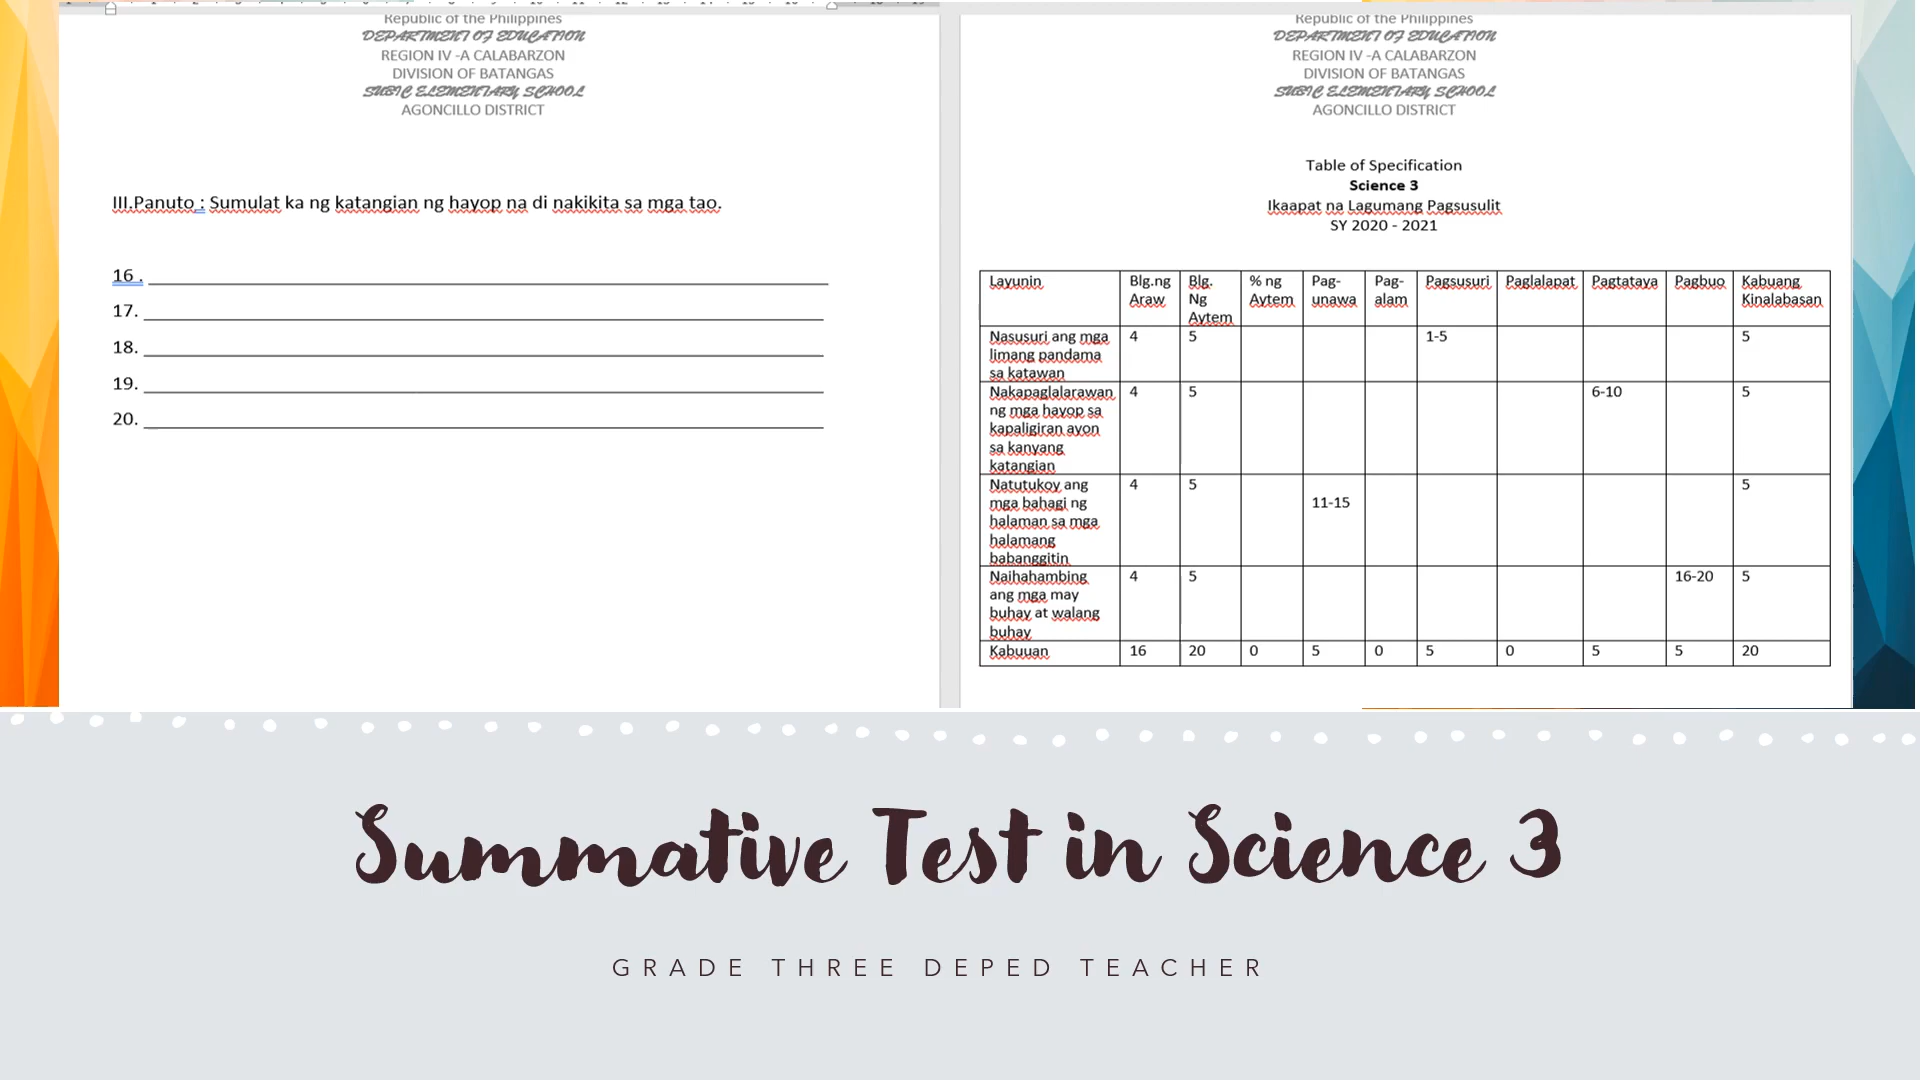 Republic of the Philippines
DEPARTMENT OF EDUCATION
REGION IV -A CALABARZON
DIVISION OF BATANGAS
SUBIC ELEMENTARY SCHOOL
AGONCILLO DISTRICT
III.Panuto : Sumulat ka ng katangian ng hayop na di nakikita sa mga tao.
16 .
17.
18.
19.
20.
Republic of the Philippines
DEPARTMENT OF EDUCATION
REGION IV -A CALABARZON
DIVISION OF BATANGAS
SUBIC ELEMENTARY SCHOOL
AGONCILLO DISTRICT
Table of Specification
Science 3
Ikaapat na Lagumang Pagsusulit
SY 2020 - 2021
Layunin Blg.ng Blg. % ng Pag- Pag- Pagsusuri Paglalapat Pagtataya Pagbuo Kabuang
Araw Ng Aytem unawa alam Kinalabasan
Aytem
Nasusuri ang mga 4 5 1-5 5
limang pandama
sa katawan
Nakapaglalarawan 4 5 6-10 5
ng mga hayop sa
kapaligiran ayon
sa kanyang
katangian
Natutukoy ang 4 5 5
mga bahagi ng 11-15
halaman sa mga
halamang
babanggitin
Naihahambing 4 5 16-20 5
ang mga may
buhay at walang
buhay
Kabuuan 16 20 0 5 0 5 0 5 5 20
Summative Test in Science 3
GRADE THREE DEPED TEACHER